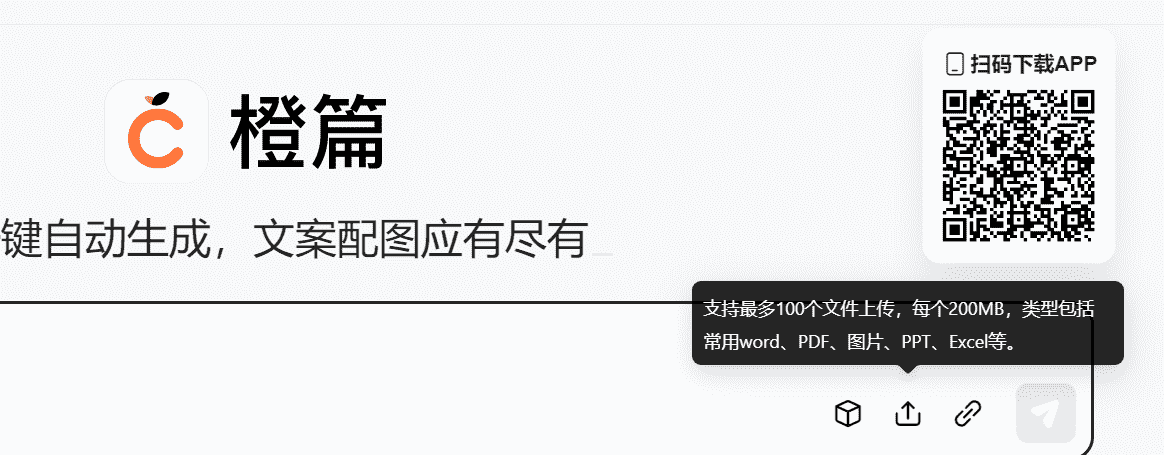 扫码下载APP
橙篇
键自动生成，文案配图应有尽有
支持最多100个文件上传，每个200MB，类型包括
常用word、PDF、图片、PPT、Excel等。